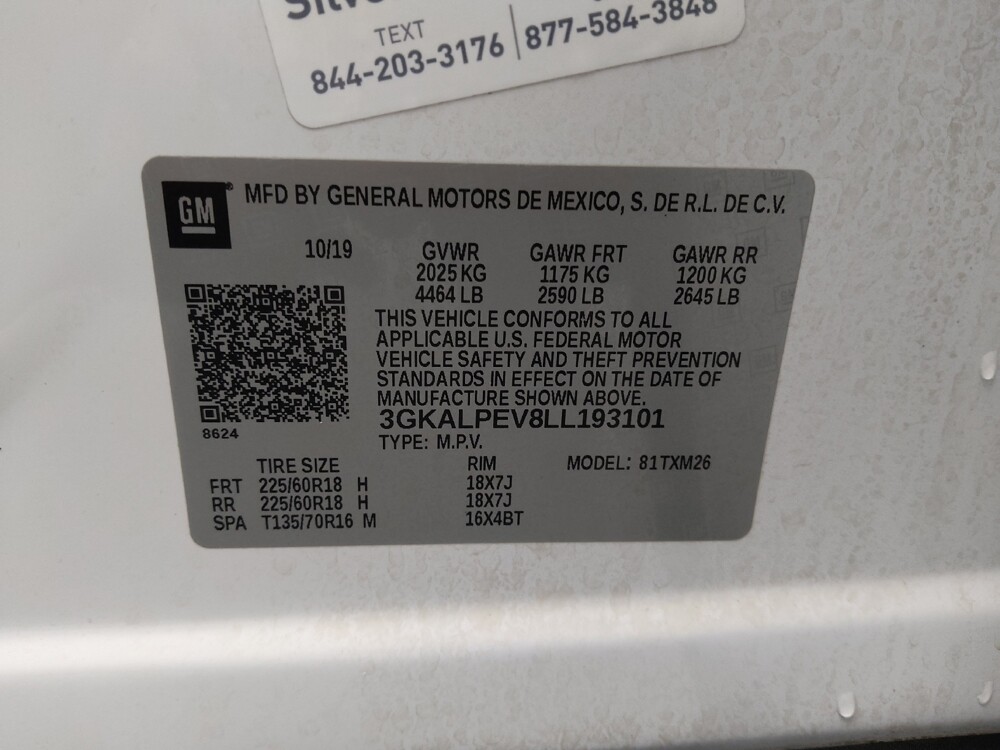 TEXT
844-203-3176 | 877-584-3848
GM® MFD BY GENERAL MOTORS DE MEXICO, S. DE R.L. DE C.V.
10/19 GVWR GAWR FRT GAWR RR
2025 KG 1175 KG 1200 KG
4464 LB 2590 LB 2645 LB
THIS VEHICLE CONFORMS TO ALL
APPLICABLE U.S. FEDERAL MOTOR
VEHICLE SAFETY AND THEFT PREVENTION
STANDARDS IN EFFECT ON THE DATE OF
MANUFACTURE SHOWN ABOVE.
3GKALPEV8LL193101
8624
TYPE: M.P.V.
TIRE SIZE RIM MODEL: 81TXM26
FRT 225/60R18 H 18X7J
RR 225/60R18 H 18X7J
SPA T135/70R16 M 16X4BT